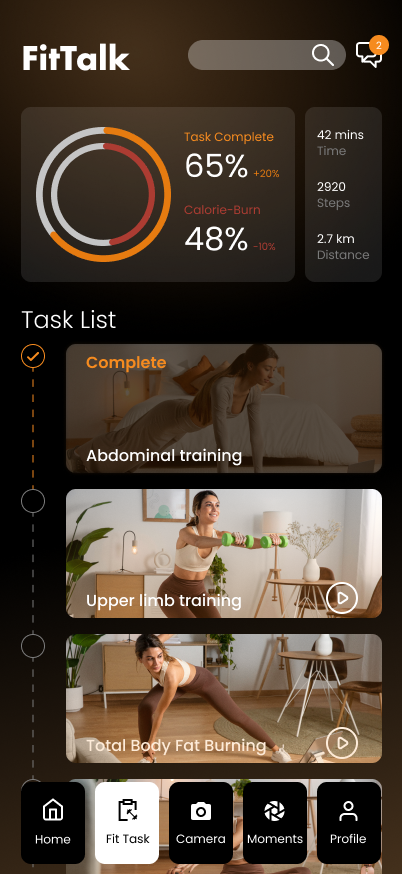 FitTalk
2
Task Complete
65% +20%
Calorie-Burn
48% -10%
42 mins
Time
2920
Steps
2.7 km
Distance
Task List
Complete
Abdominal training
Upper limb training
Total Body Fat Burning
Home
Fit Task
Camera
Moments
Profile